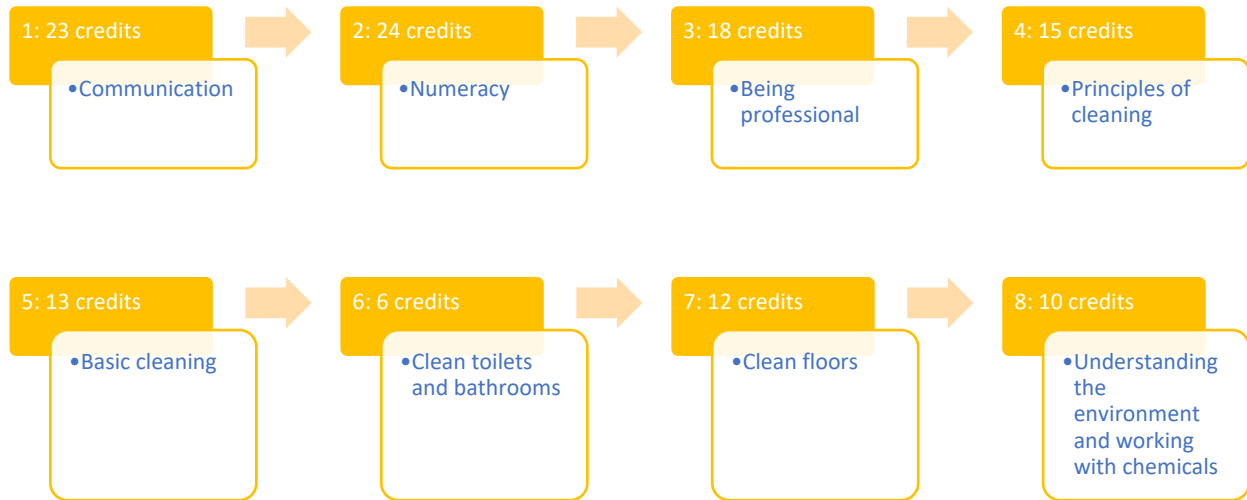 1: 23 credits
•Communication
2: 24 credits
•Numeracy
3: 18 credits
•Being
professional
4: 15 credits
•Principles of
cleaning
5: 13 credits
•Basic cleaning
6: 6 credits
•Clean toilets
and bathrooms
7: 12 credits
•Clean floors
8: 10 credits
•Understanding
the
environment
and working
with chemicals